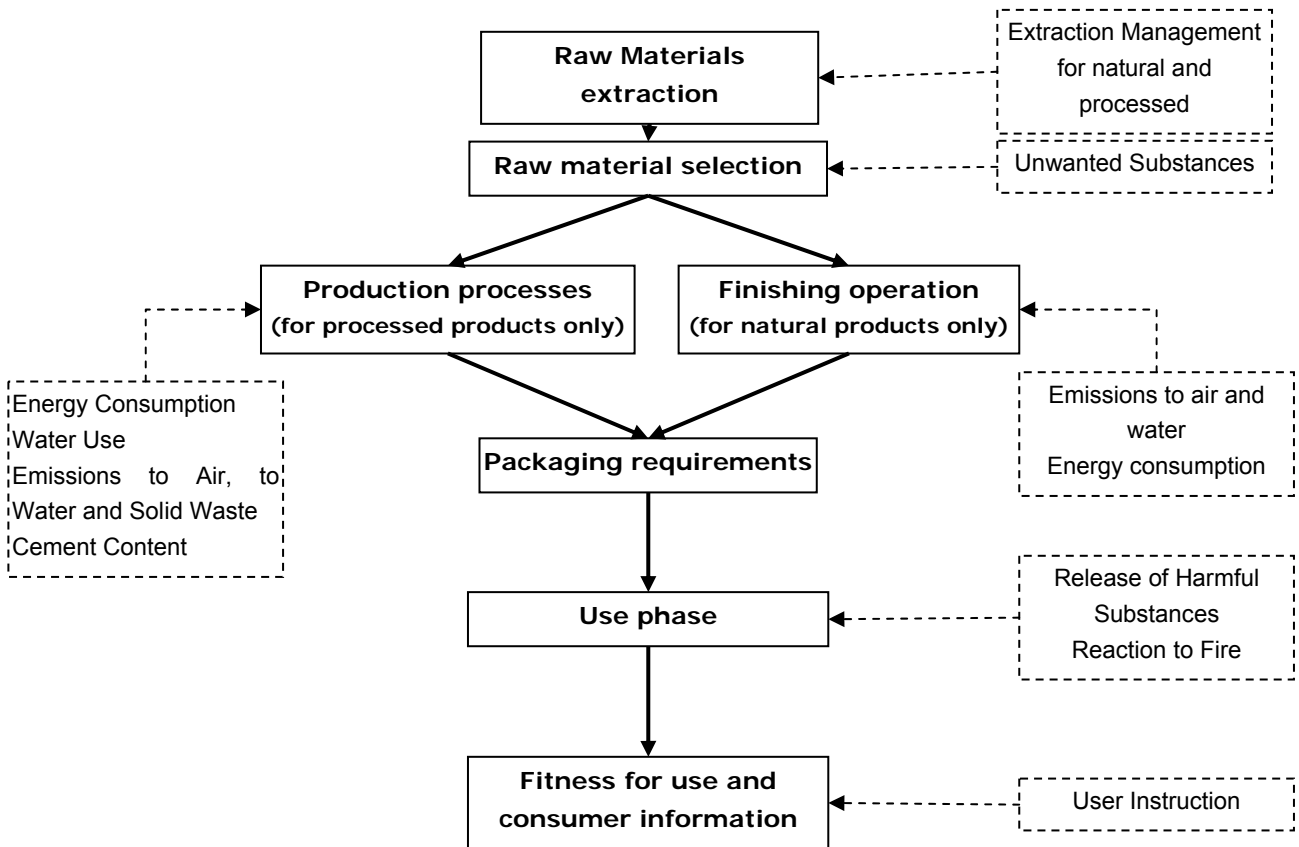 Raw Materials
extraction
Extraction Management
for natural and
processed
Raw material selection
Unwanted Substances
Production processes
(for processed products only)
Finishing operation
(for natural products only)
Energy Consumption
Water Use
Emissions to Air, to
Water and Solid Waste
Cement Content
Emissions to air and
water
Energy consumption
Packaging requirements
Use phase
Release of Harmful
Substances
Reaction to Fire
Fitness for use and
consumer information
User Instruction